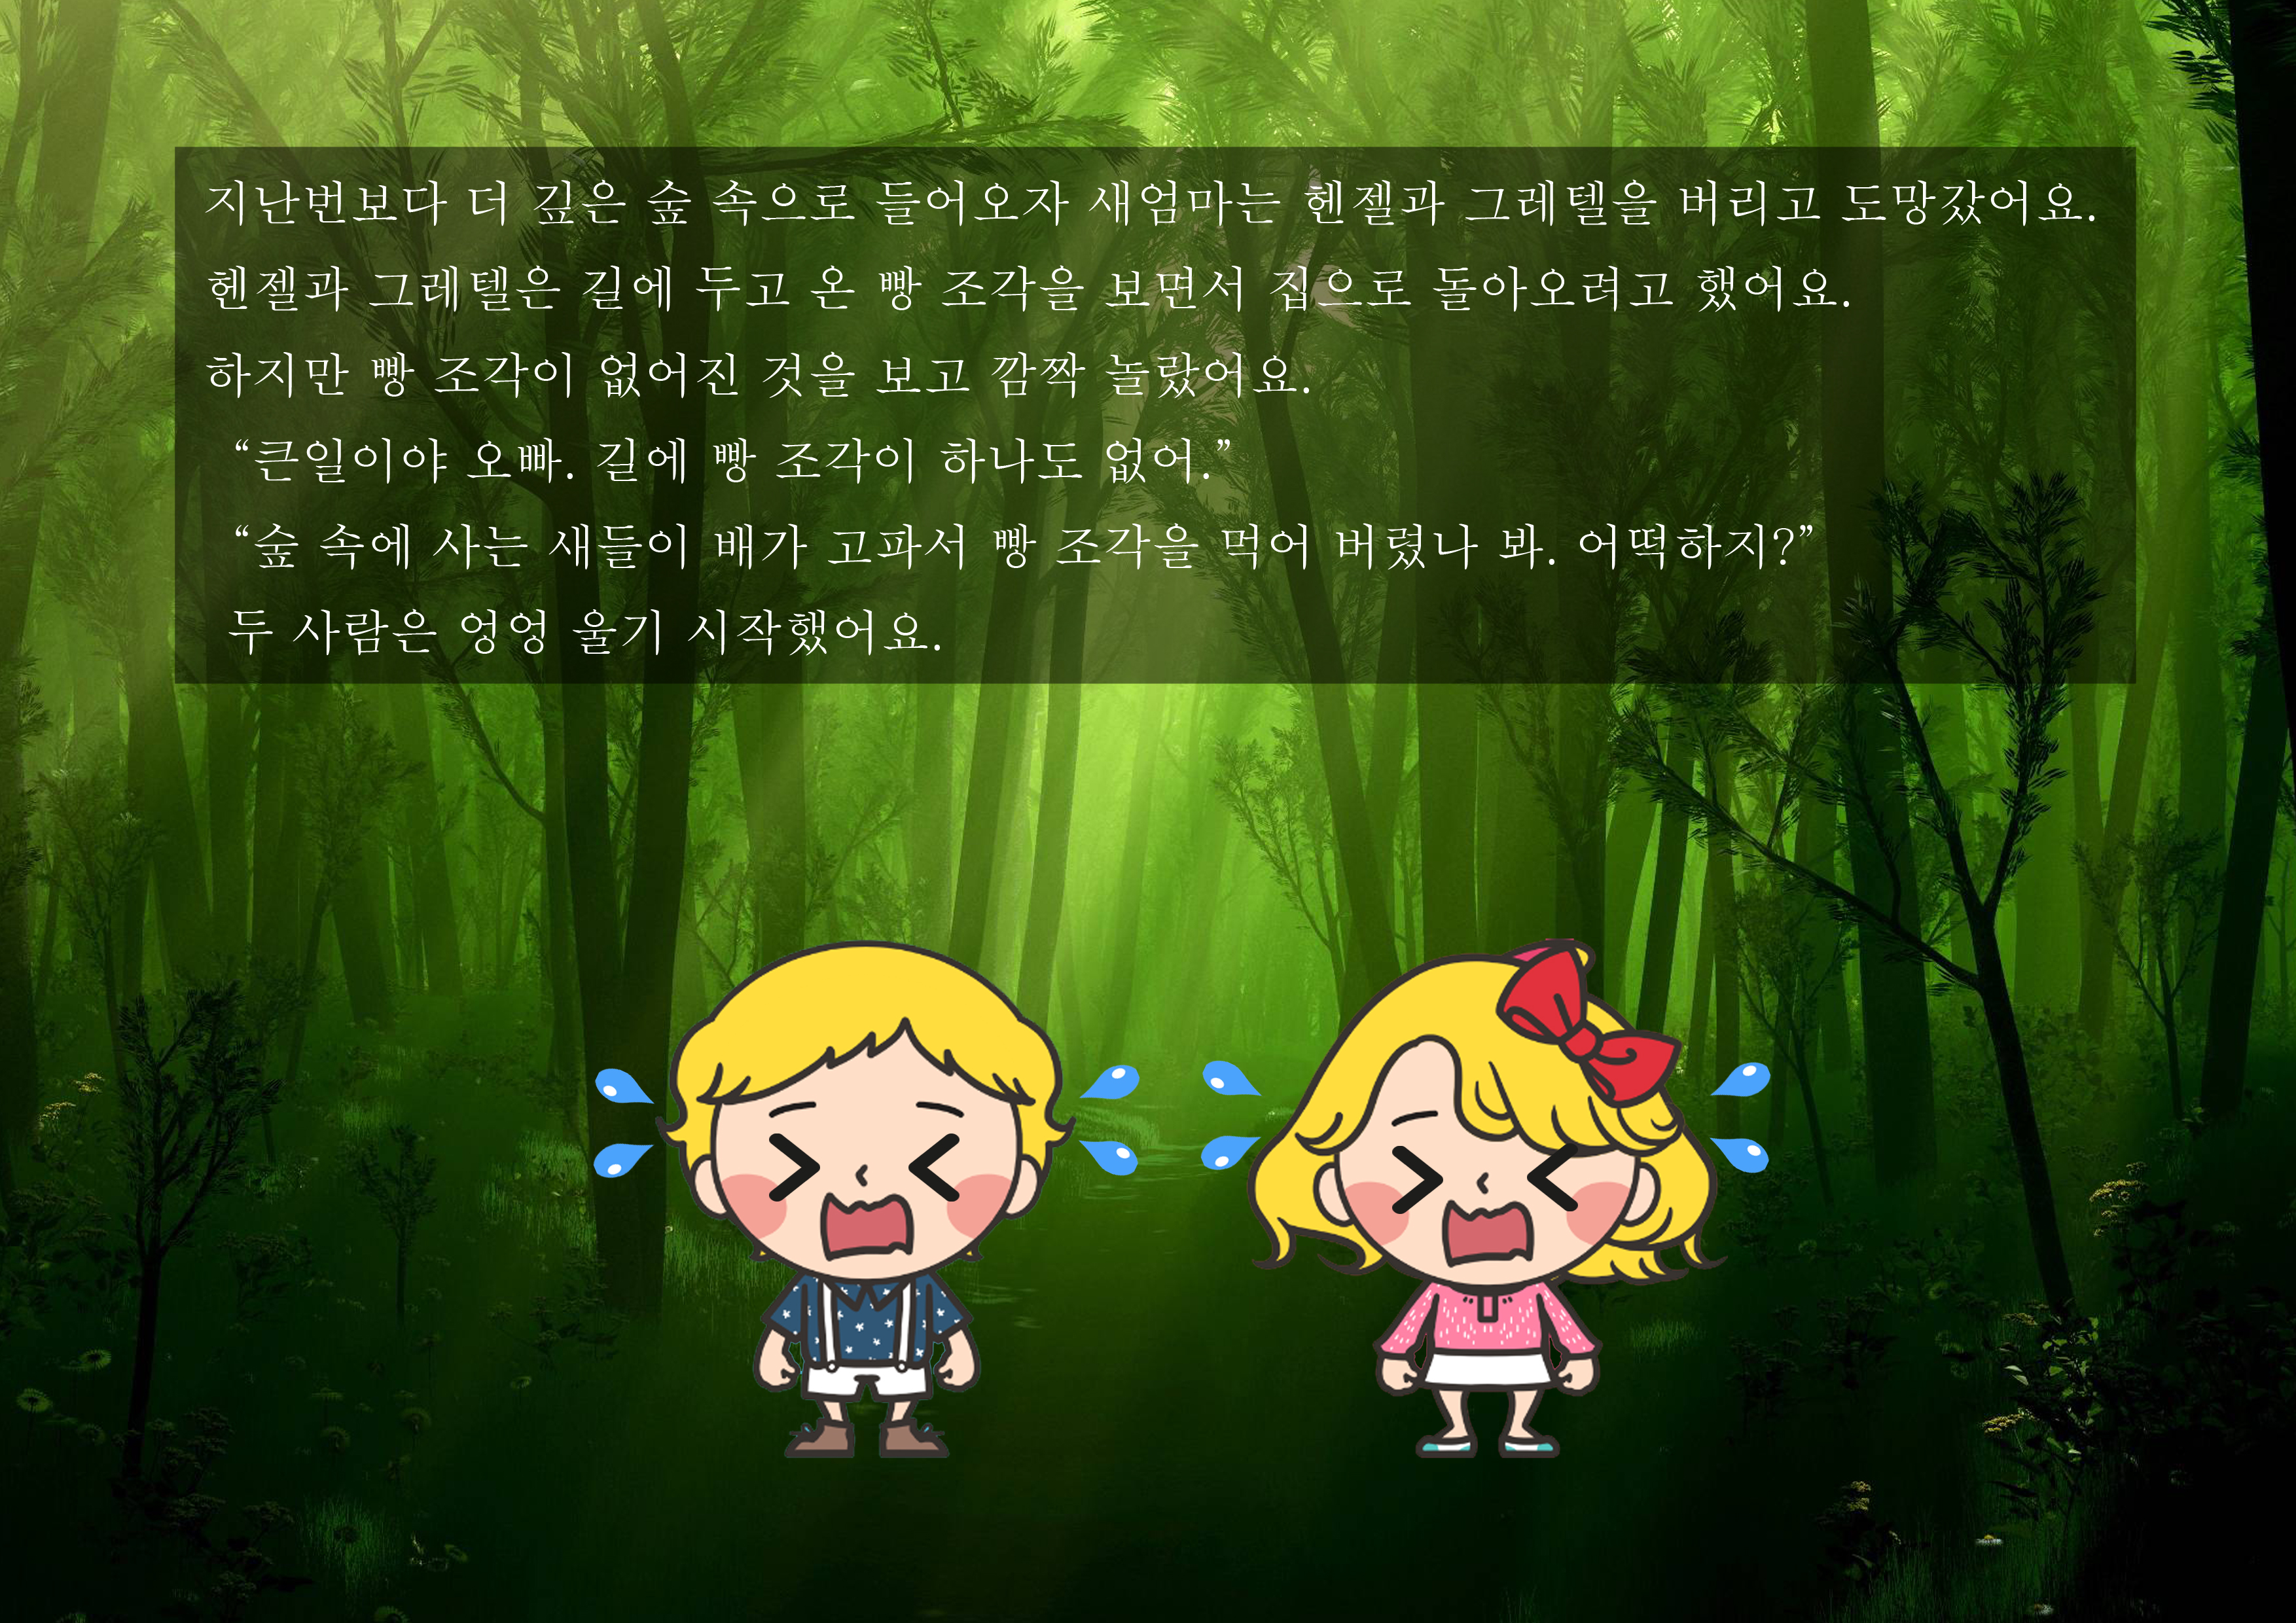 지난번보다 더 깊은 숲 속으로 들어오자 새엄마는 헨젤과 그레텔을 버리고 도망갔어요.
헨젤과 그레텔은 길에 두고 온 빵 조각을 보면서 집으로 돌아오려고 했어요.
하지만 빵 조각이 없어진 것을 보고 깜짝 놀랐어요.
“큰일이야 오빠. 길에 빵 조각이 하나도 없어.”
“숲 속에 사는 새들이 배가 고파서 빵 조각을 먹어 버렸나 봐. 어떡하지?”
두 사람은 엉엉 울기 시작했어요.